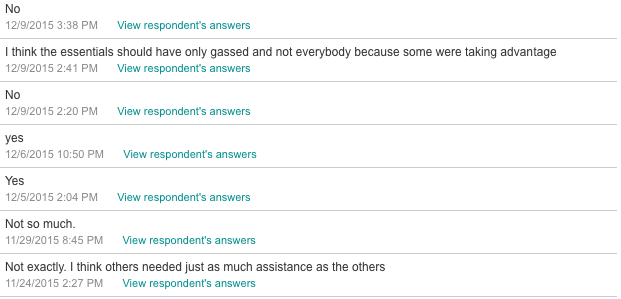 No
12/9/2015 3:38 PM View respondent's answers
I think the essentials should have only gassed and not everybody because some were taking advantage
12/9/2015 2:41 PM View respondent's answers
No
12/9/2015 2:20 PM View respondent's answers
yes
12/6/2015 10:50 PM View respondent's answers
Yes
12/5/2015 2:04 PM View respondent's answers
Not so much.
11/29/2015 8:45 PM View respondent's answers
Not exactly. I think others needed just as much assistance as the others
11/24/2015 2:27 PM View respondent's answers